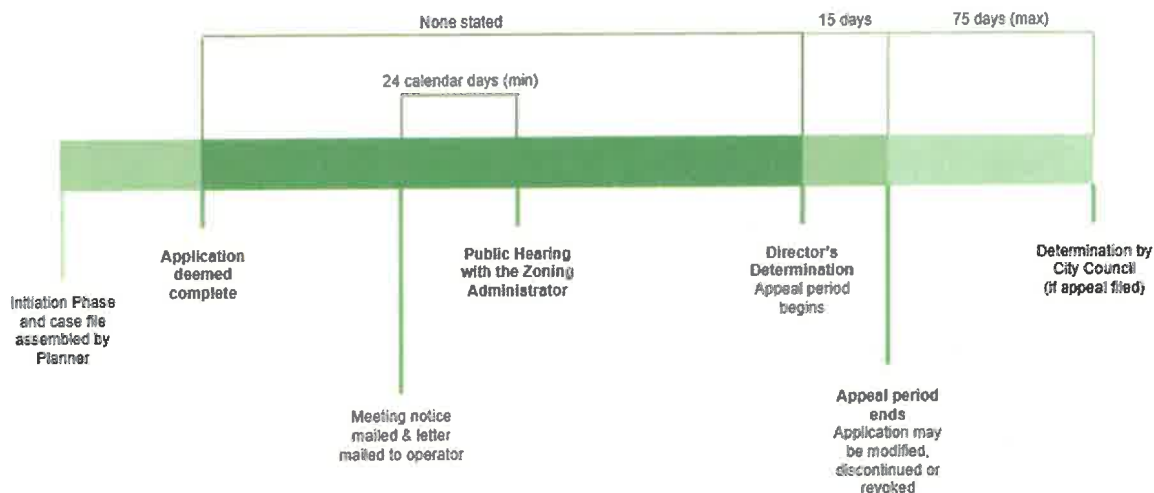 None stated
15 days
75 days (max)
24 calendar days (min)
Initiation Phase
and case file
assembled by
Planner
Application
deemed
complete
Meeting notice
mailed & letter
mailed to operator
Public Hearing
with the Zoning
Administrator
Director's
Determination
Appeal period
begins
Appeal period
ends
Application may
be modified,
discontinued or
revoked
Determination by
City Council
(if appeal filed)